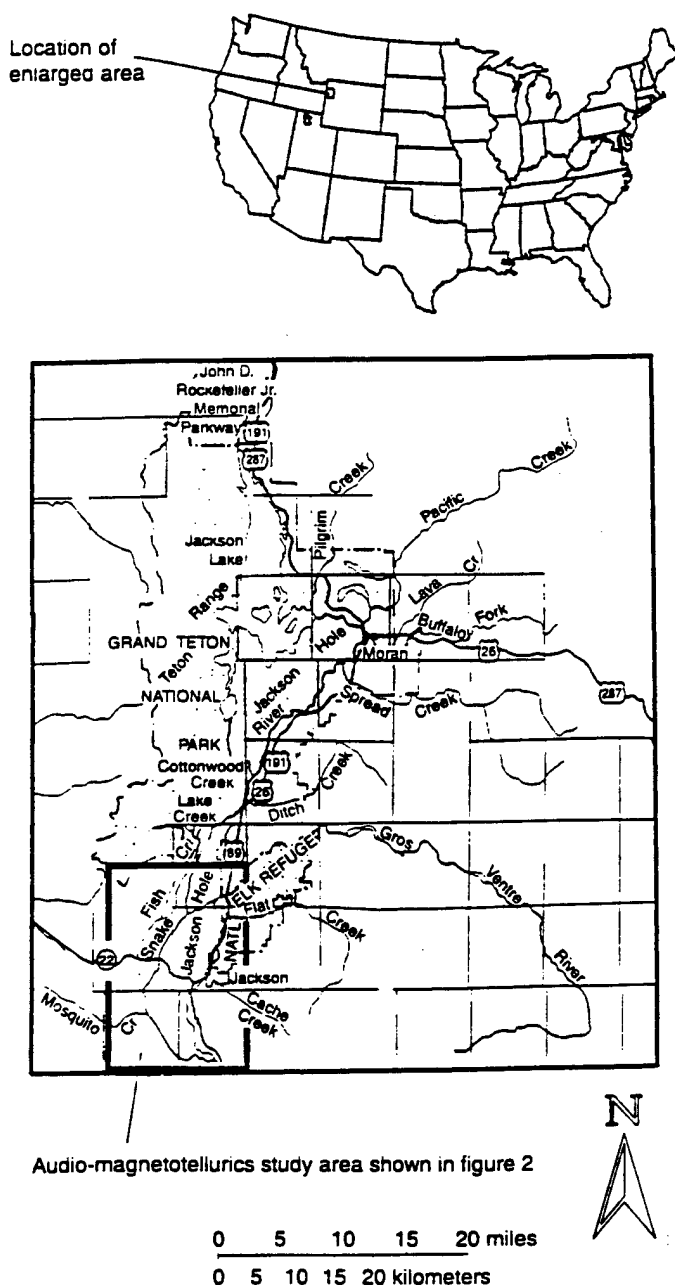 Location of
enlarged area
John D.
Rockefeller Jr.
Memorial
Parkway
191
287
Creek
Creek
Pacific
Pilgrim
Jackson
Lake
Range
Lava
Cr
Buffalo
Fork
Hole
GRAND TETON
Moran
26
Teton
287
NATIONAL
Jackson
River
Spread
Creek
PARK
191
Cottonwood
Creek
26
Creek
Ditch
Lake
Creek
Cr
89
Gros
ELK REFUGE
Ventre
Fish
Hole
Flat
Creek
Snake
NATL
22
Jackson
River
Jackson
Mosquito
Cr
Cache
Creek
N
Audio-magnetotellurics study area shown in figure 2
0 5 10 15 20 miles
0 5 10 15 20 kilometers